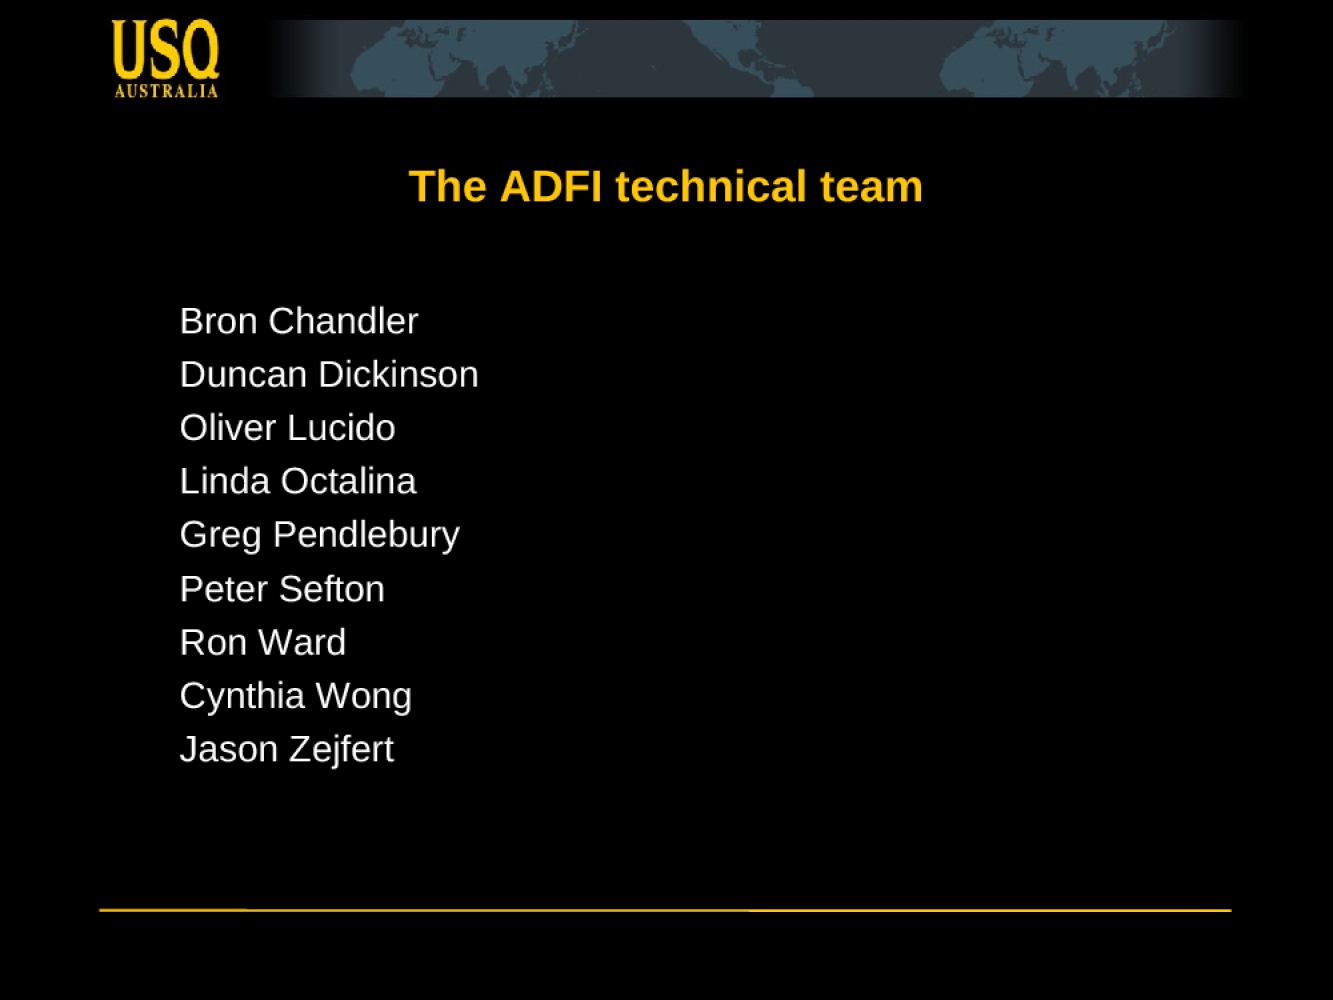 USQ
AUSTRALIA
The ADFI technical team
Bron Chandler
Duncan Dickinson
Oliver Lucido
Linda Octalina
Greg Pendlebury
Peter Sefton
Ron Ward
Cynthia Wong
Jason Zejfert